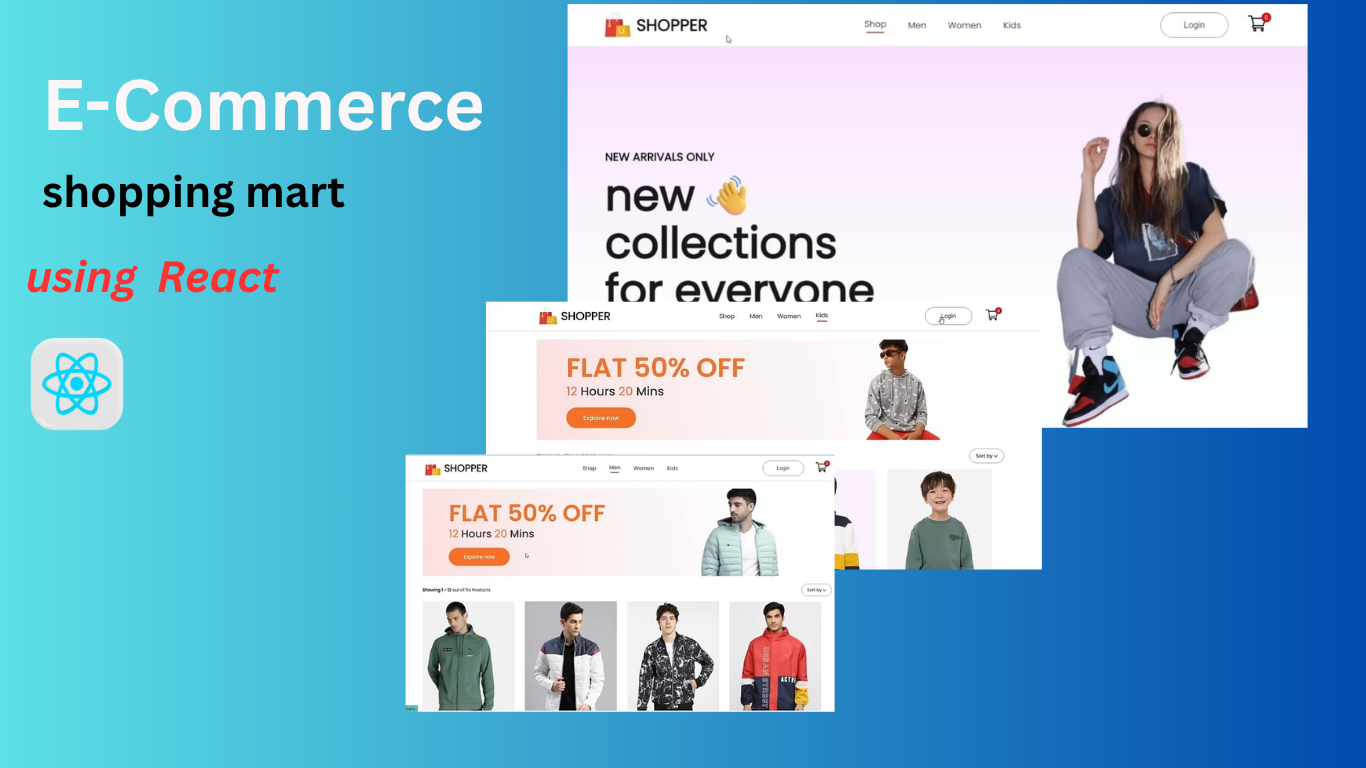 E-Commerce
shopping mart
using React
SHOPPER
Shop Men Women Kids
Login
0
NEW ARRIVALS ONLY
new 👋
collections
for everyone
SHOPPER
Shop Men Women Kids
Login
0
FLAT 50% OFF
12 Hours 20 Mins
Explore now
Sort by
SHOPPER
Shop Men Women Kids
Login
0
FLAT 50% OFF
12 Hours 20 Mins
Explore now
Showing 1 - 12 out of 54 Products
Sort by
ACTI